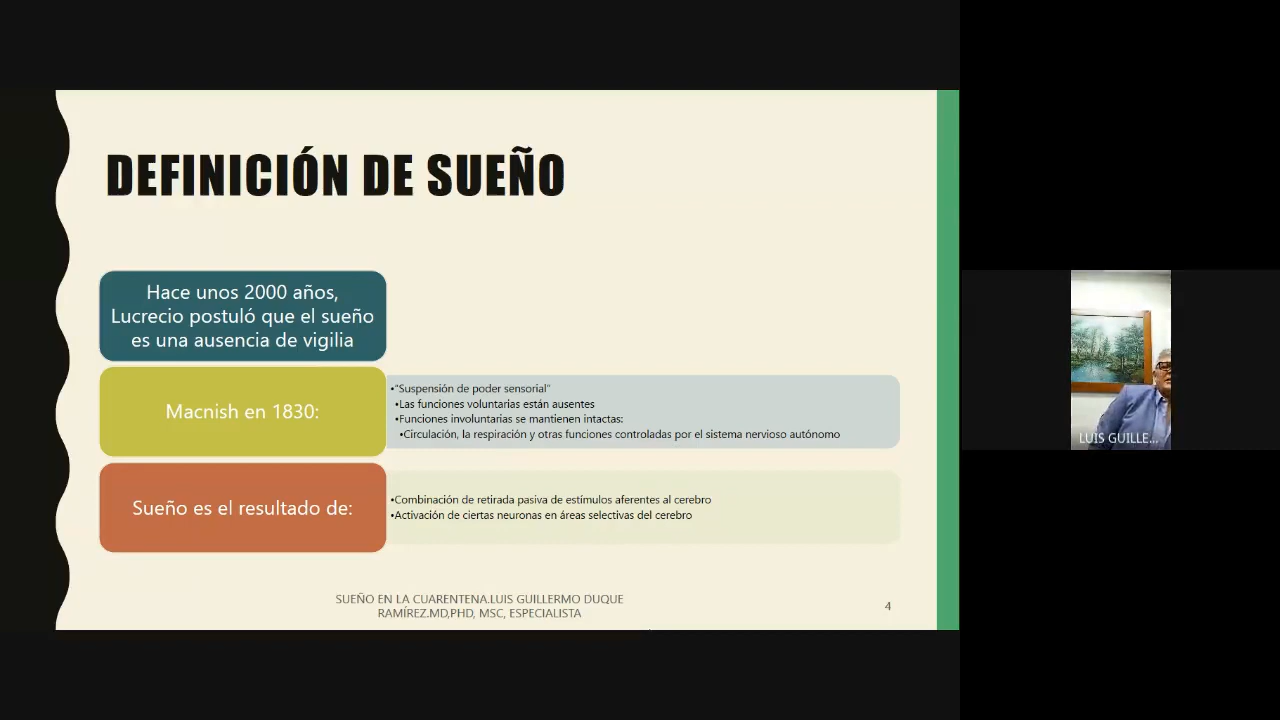 DEFINICIÓN DE SUEÑO
Hace unos 2000 años,
Lucrecio postuló que el sueño
es una ausencia de vigilia
Macnish en 1830:
•"Suspensión de poder sensorial"
•Las funciones voluntarias están ausentes
•Funciones involuntarias se mantienen intactas:
•Circulación, la respiración y otras funciones controladas por el sistema nervioso autónomo
Sueño es el resultado de:
•Combinación de retirada pasiva de estímulos aferentes al cerebro
•Activación de ciertas neuronas en áreas selectivas del cerebro
SUEÑO EN LA CUARENTENA.LUIS GUILLERMO DUQUE
RAMÍREZ.MD,PHD, MSC, ESPECIALISTA
4
LUIS GUILLE...